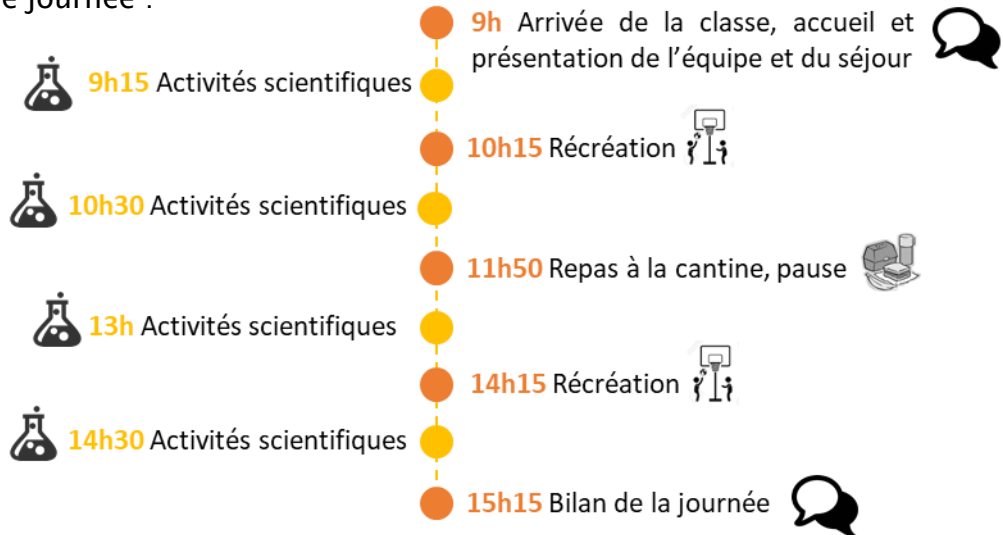 e journée :
9h Arrivée de la classe, accueil et
présentation de l'équipe et du séjour
9h15 Activités scientifiques
10h15 Récréation
10h30 Activités scientifiques
11h50 Repas à la cantine, pause
13h Activités scientifiques
14h15 Récréation
14h30 Activités scientifiques
15h15 Bilan de la journée